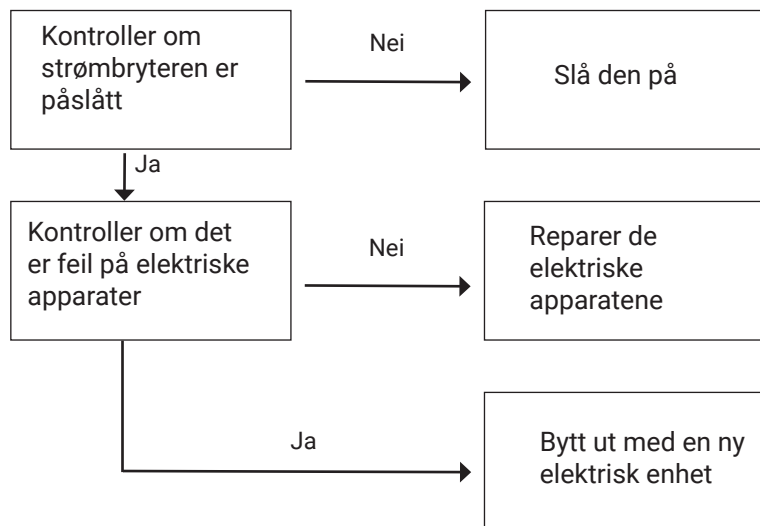 Kontroller om
strømbryteren er
påslått
Nei
Slå den på
Ja
Kontroller om det
er feil på elektriske
apparater
Nei
Reparer de
elektriske
apparatene
Ja
Bytt ut med en ny
elektrisk enhet